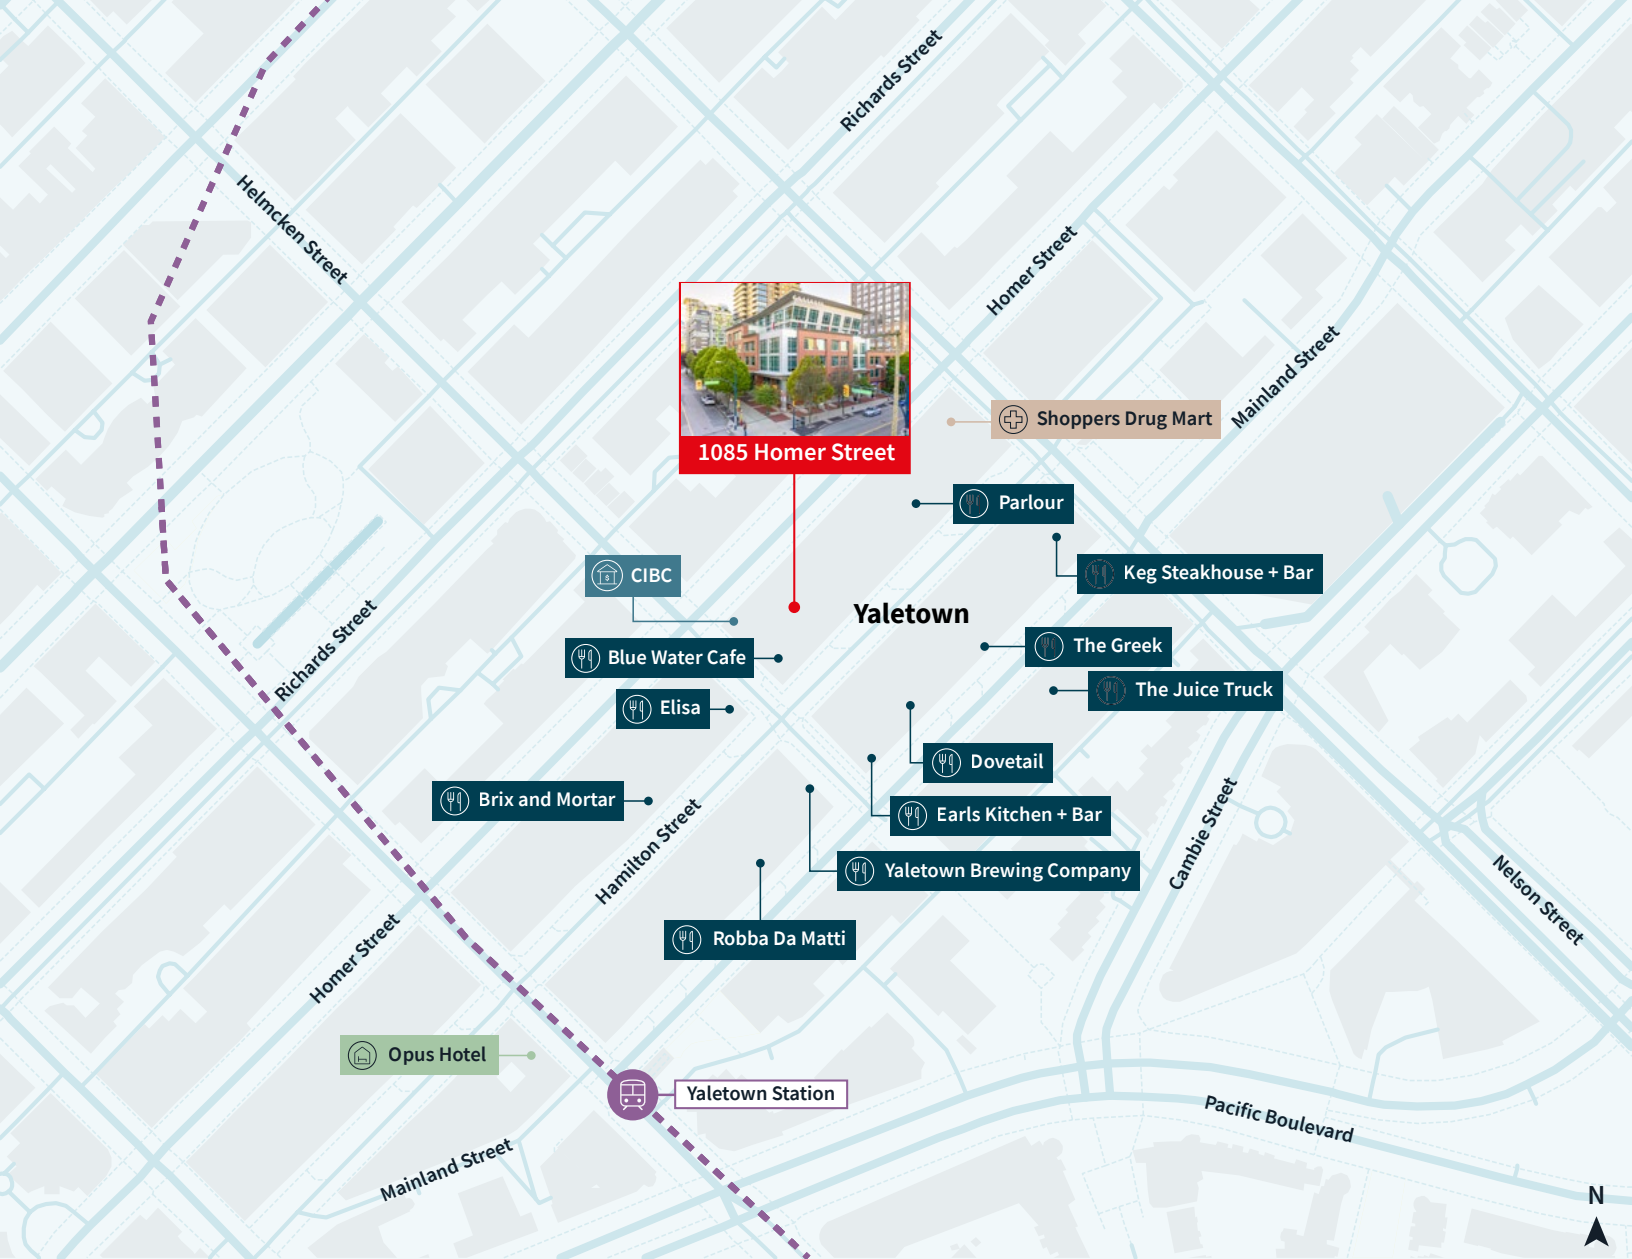 Richards Street
Helmcken Street
Homer Street
Mainland Street
1085 Homer Street
Shoppers Drug Mart
Parlour
Keg Steakhouse + Bar
CIBC
Yaletown
Blue Water Cafe
The Greek
The Juice Truck
Richards Street
Elisa
Dovetail
Brix and Mortar
Earls Kitchen + Bar
Hamilton Street
Cambie Street
Yaletown Brewing Company
Nelson Street
Robba Da Matti
Homer Street
Opus Hotel
Yaletown Station
Pacific Boulevard
Mainland Street
N